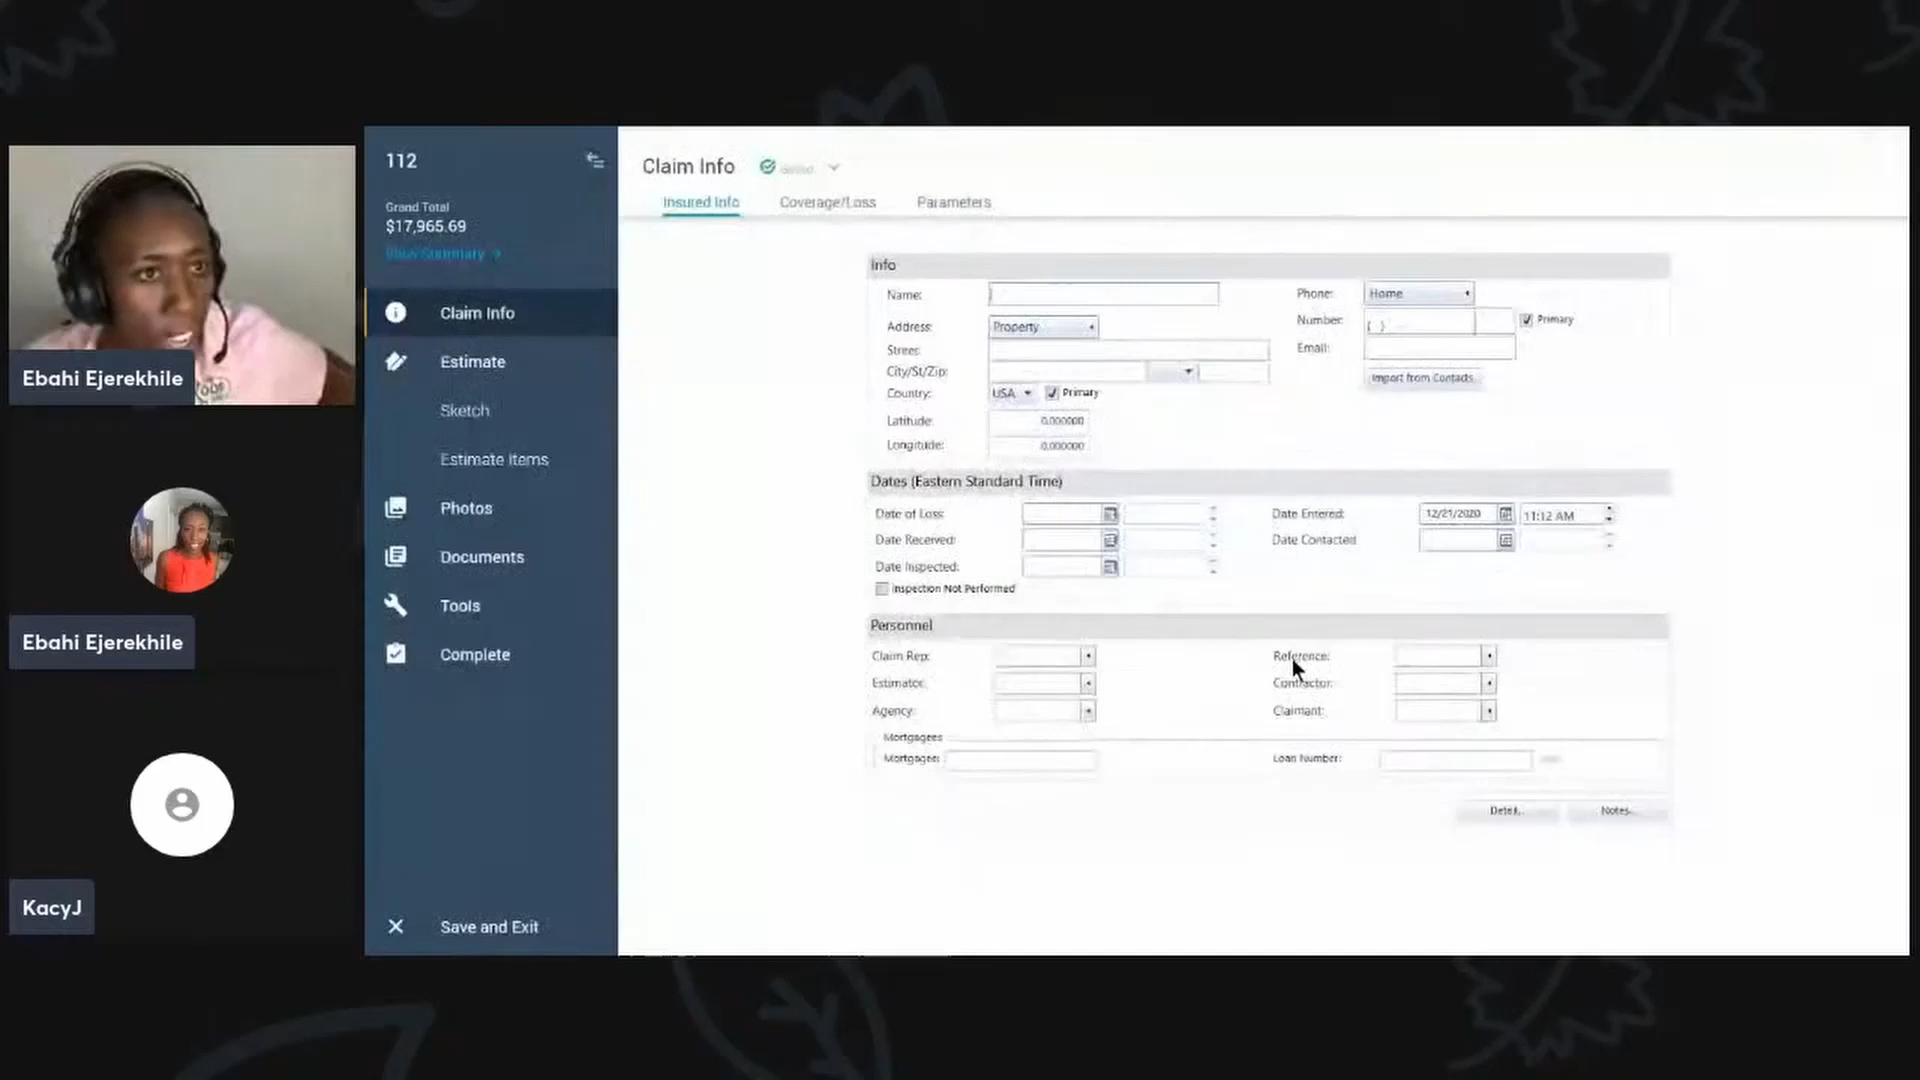 Ebahi Ejerekhile
Ebahi Ejerekhile
KacyJ
112
Grand Total
$17,965.69
Show Summary
Claim Info
Estimate
Sketch
Estimate Items
Photos
Documents
Tools
Complete
Save and Exit
Claim Info Saved
Insured Info Coverage/Loss Parameters
Info
Name: Phone: Home
Number: ( ) Primary
Address: Property
Street: Email:
City/St/Zip: Import from Contacts...
Country: USA Primary
Latitude: 0.000000
Longitude: 0.000000
Dates (Eastern Standard Time)
Date of Loss: Date Entered: 12/21/2020 11:12 AM
Date Received: Date Contacted:
Date Inspected:
Inspection Not Performed
Personnel
Claim Rep: Reference:
Estimator: Contractor:
Agency: Claimant:
Mortgagees
Mortgagee: Loan Number:
Detail... Notes...